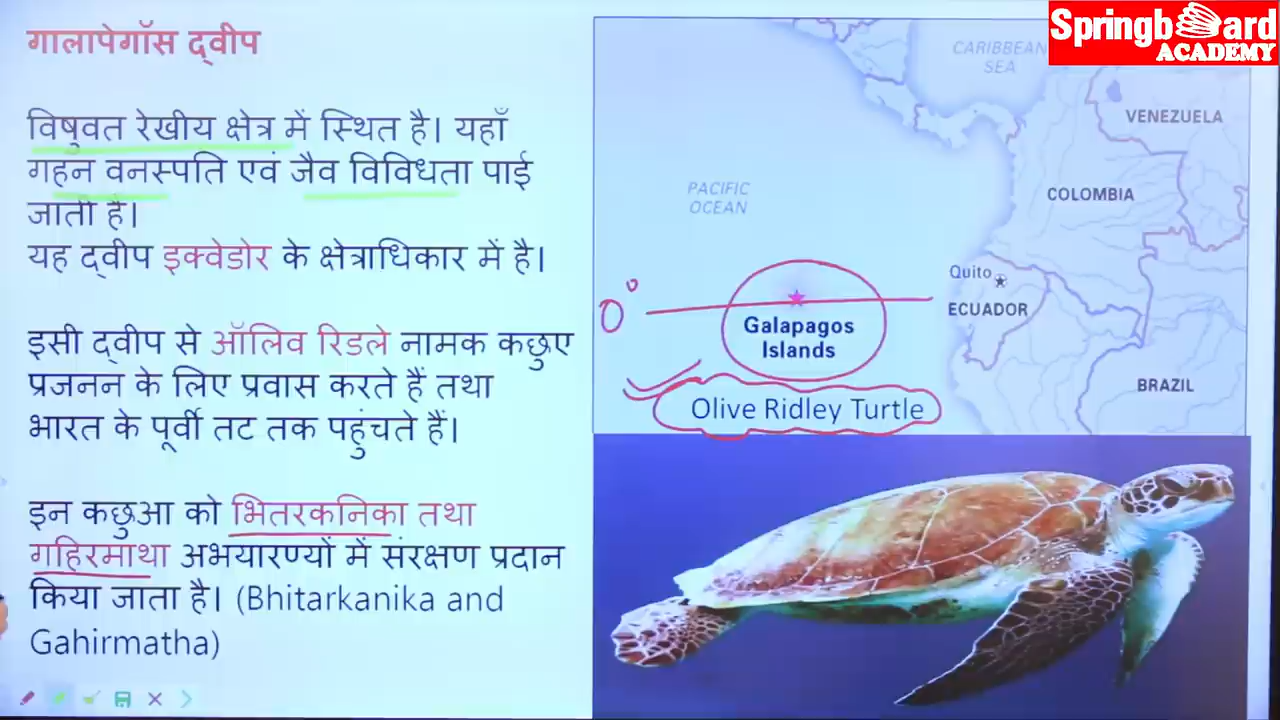 गालापेगॉस द्वीप
विषुवत रेखीय क्षेत्र में स्थित है। यहाँ
गहन वनस्पति एवं जैव विविधता पाई
जाती है।
यह द्वीप इक्वेडोर के क्षेत्राधिकार में है।
इसी द्वीप से ऑलिव रिडले नामक कछुए
प्रजनन के लिए प्रवास करते हैं तथा
भारत के पूर्वी तट तक पहुंचते हैं।
इन कछुआ को भितरकनिका तथा
गहिरमाथा अभयारण्यों में संरक्षण प्रदान
किया जाता है। (Bhitarkanika and
Gahirmatha)
Springboard
ACADEMY
CARIBBEAN
SEA
VENEZUELA
PACIFIC
OCEAN
COLOMBIA
Quito
ECUADOR
0°
Galapagos
Islands
BRAZIL
Olive Ridley Turtle